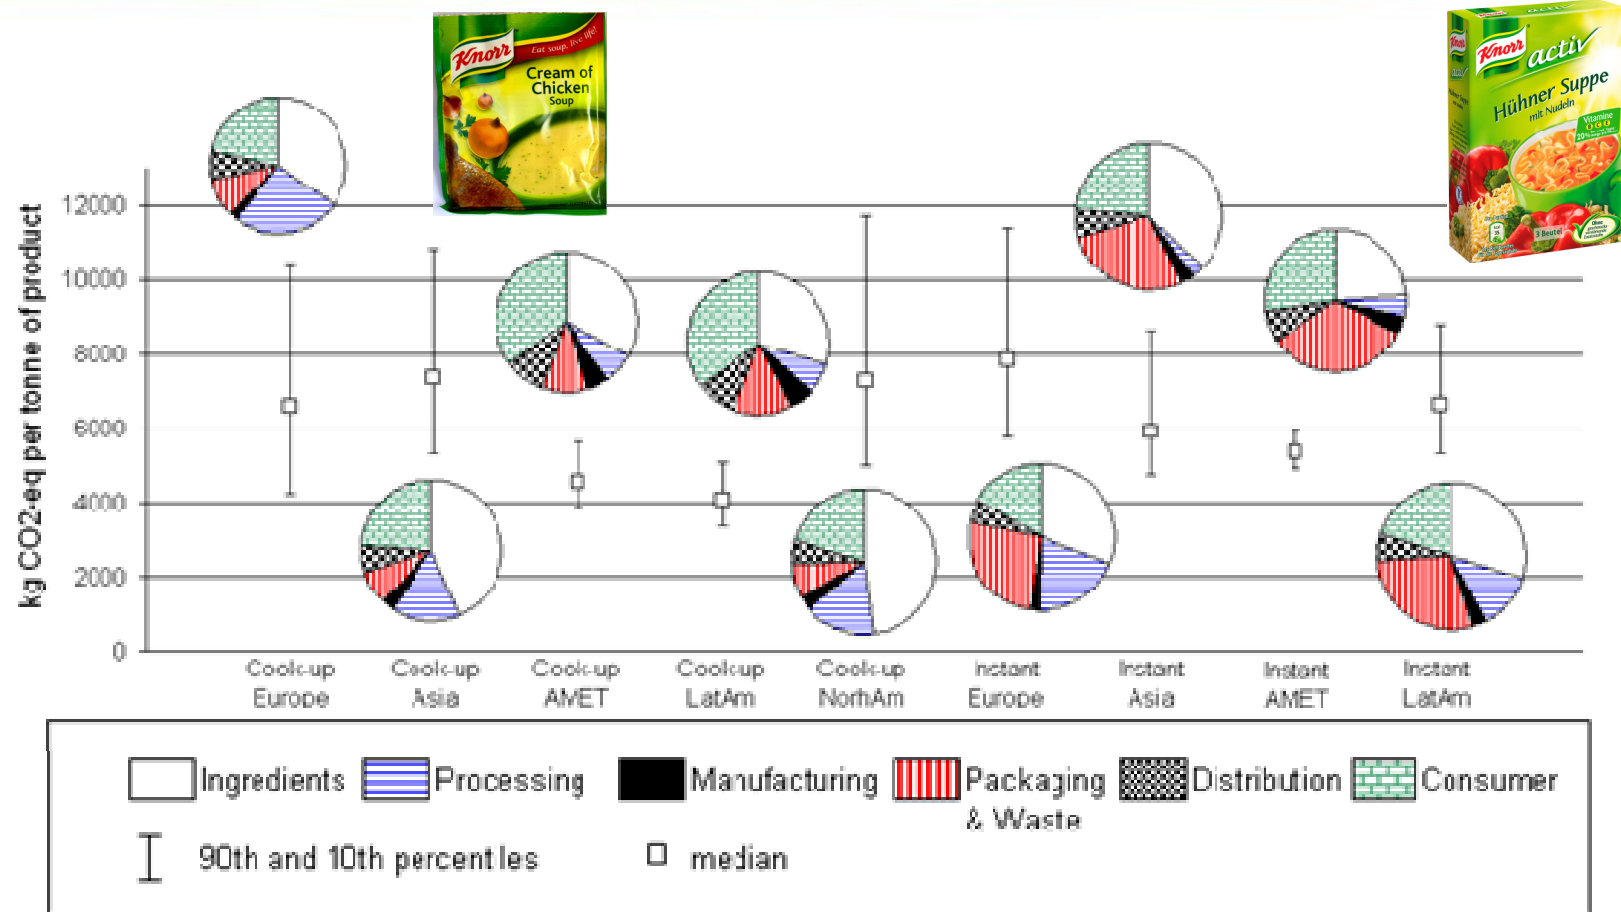 Knorr
Eat soup, live life!
Cream of
Chicken
Soup
Knorr
activ
Hühner Suppe
mit Nudeln
Vitamine
B C E
3 Beutel
kg CO2-eq per tonne of product
12000
10000
8000
6000
4000
2000
0
Cook-up
Europe
Cook-up
Asia
Cook-up
AMET
Cook-up
LatAm
Cook-up
NorhAm
Instant
Europe
Instant
Asia
Instant
AMET
Instant
LatAm
Ingredients
Processing
Manufacturing
Packaging
& Waste
Distribution
Consumer
90th and 10th percentiles
median